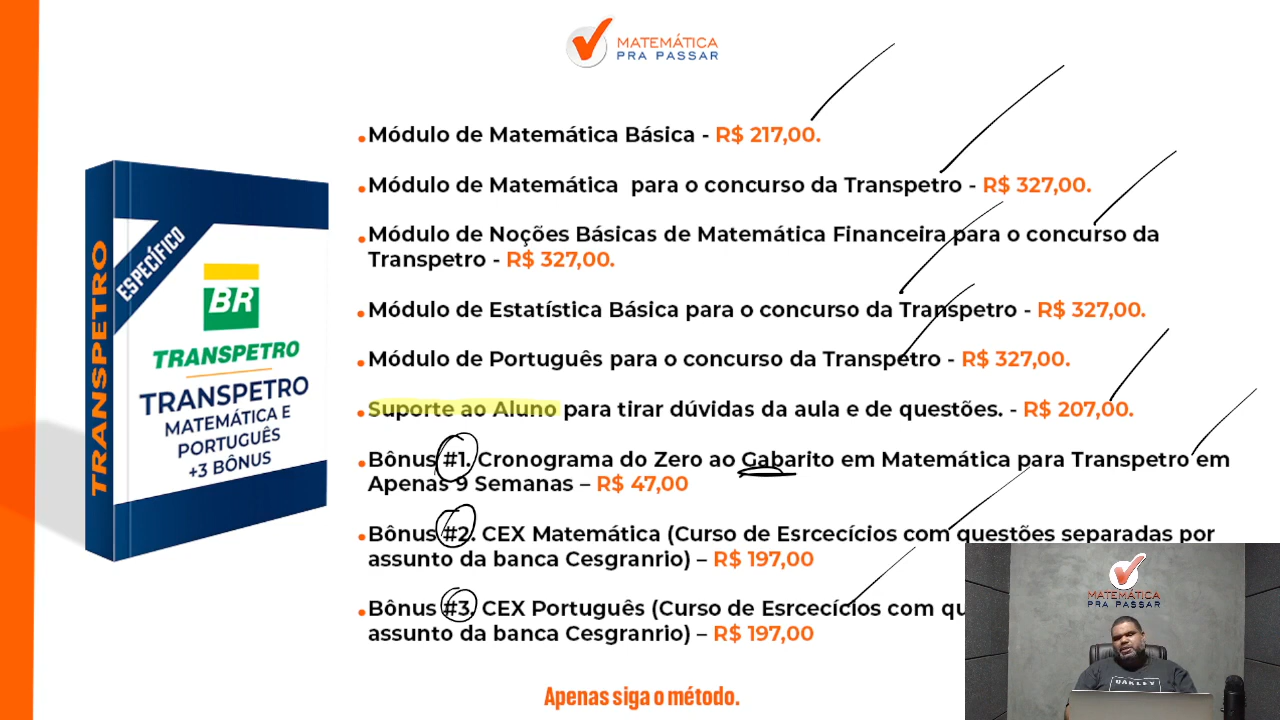 MATEMÁTICA
PRA PASSAR
Módulo de Matemática Básica - R$ 217,00.
Módulo de Matemática para o concurso da Transpetro - R$ 327,00.
Módulo de Noções Básicas de Matemática Financeira para o concurso da
Transpetro - R$ 327,00.
Módulo de Estatística Básica para o concurso da Transpetro - R$ 327,00.
Módulo de Português para o concurso da Transpetro - R$ 327,00.
Suporte ao Aluno para tirar dúvidas da aula e de questões. - R$ 207,00.
Bônus #1. Cronograma do Zero ao Gabarito em Matemática para Transpetro em
Apenas 9 Semanas – R$ 47,00
Bônus #2. CEX Matemática (Curso de Esrcecícios com questões separadas por
assunto da banca Cesgranrio) – R$ 197,00
Bônus #3. CEX Português (Curso de Esrcecícios com qu
assunto da banca Cesgranrio) – R$ 197,00
Apenas siga o método.
TRANSPETRO
ESPECÍFICO
BR
TRANSPETRO
TRANSPETRO
MATEMÁTICA E
PORTUGUÊS
+3 BÔNUS
MATEMÁTICA
PRA PASSAR
OAKLEY